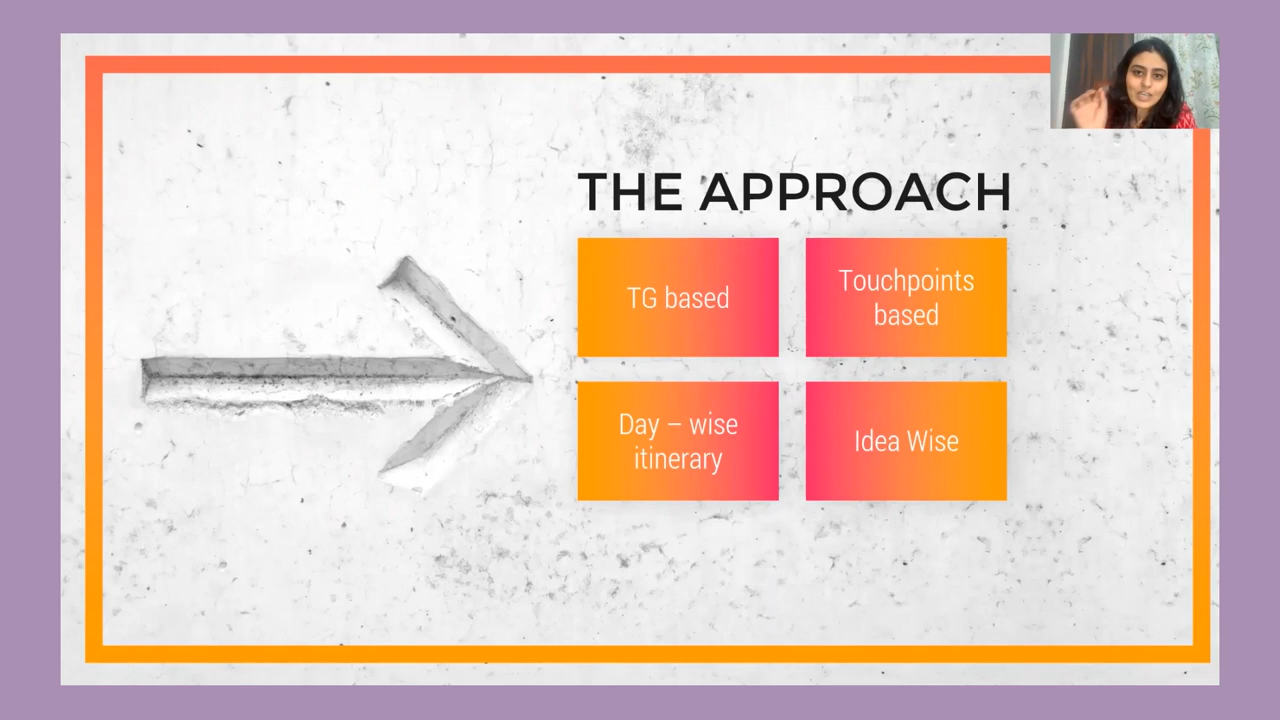 THE APPROACH
TG based
Touchpoints
based
Day – wise
itinerary
Idea Wise